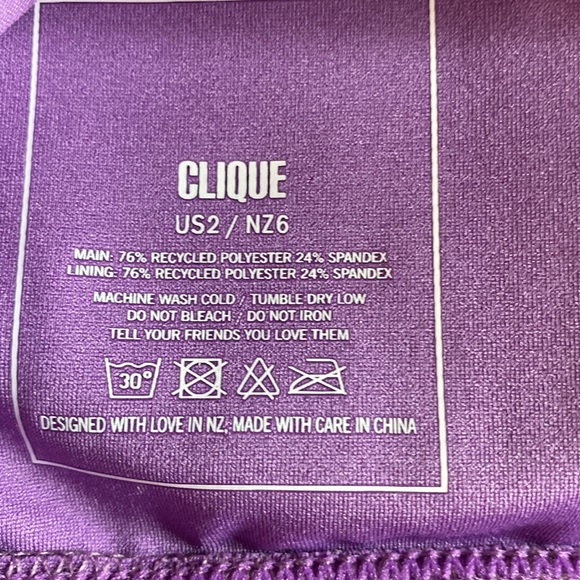 CLIQUE
US2 / NZ6
MAIN: 76% RECYCLED POLYESTER 24% SPANDEX
LINING: 76% RECYCLED POLYESTER 24% SPANDEX
MACHINE WASH COLD / TUMBLE DRY LOW
DO NOT BLEACH / DO NOT IRON
TELL YOUR FRIENDS YOU LOVE THEM
30°
DESIGNED WITH LOVE IN NZ, MADE WITH CARE IN CHINA